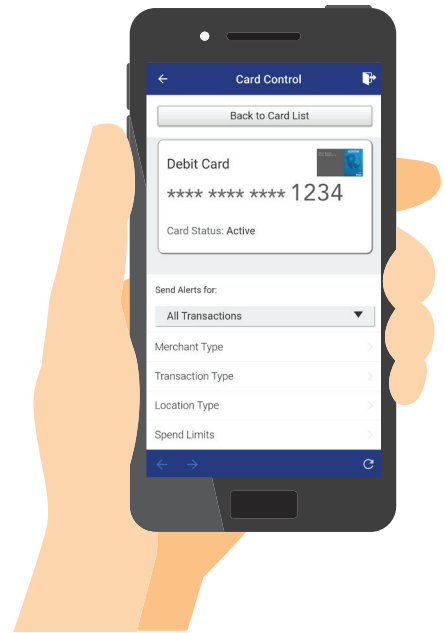 Card Control
Back to Card List
Debit Card
**** **** **** 1234
Card Status: Active
Send Alerts for:
All Transactions
Merchant Type
Transaction Type
Location Type
Spend Limits